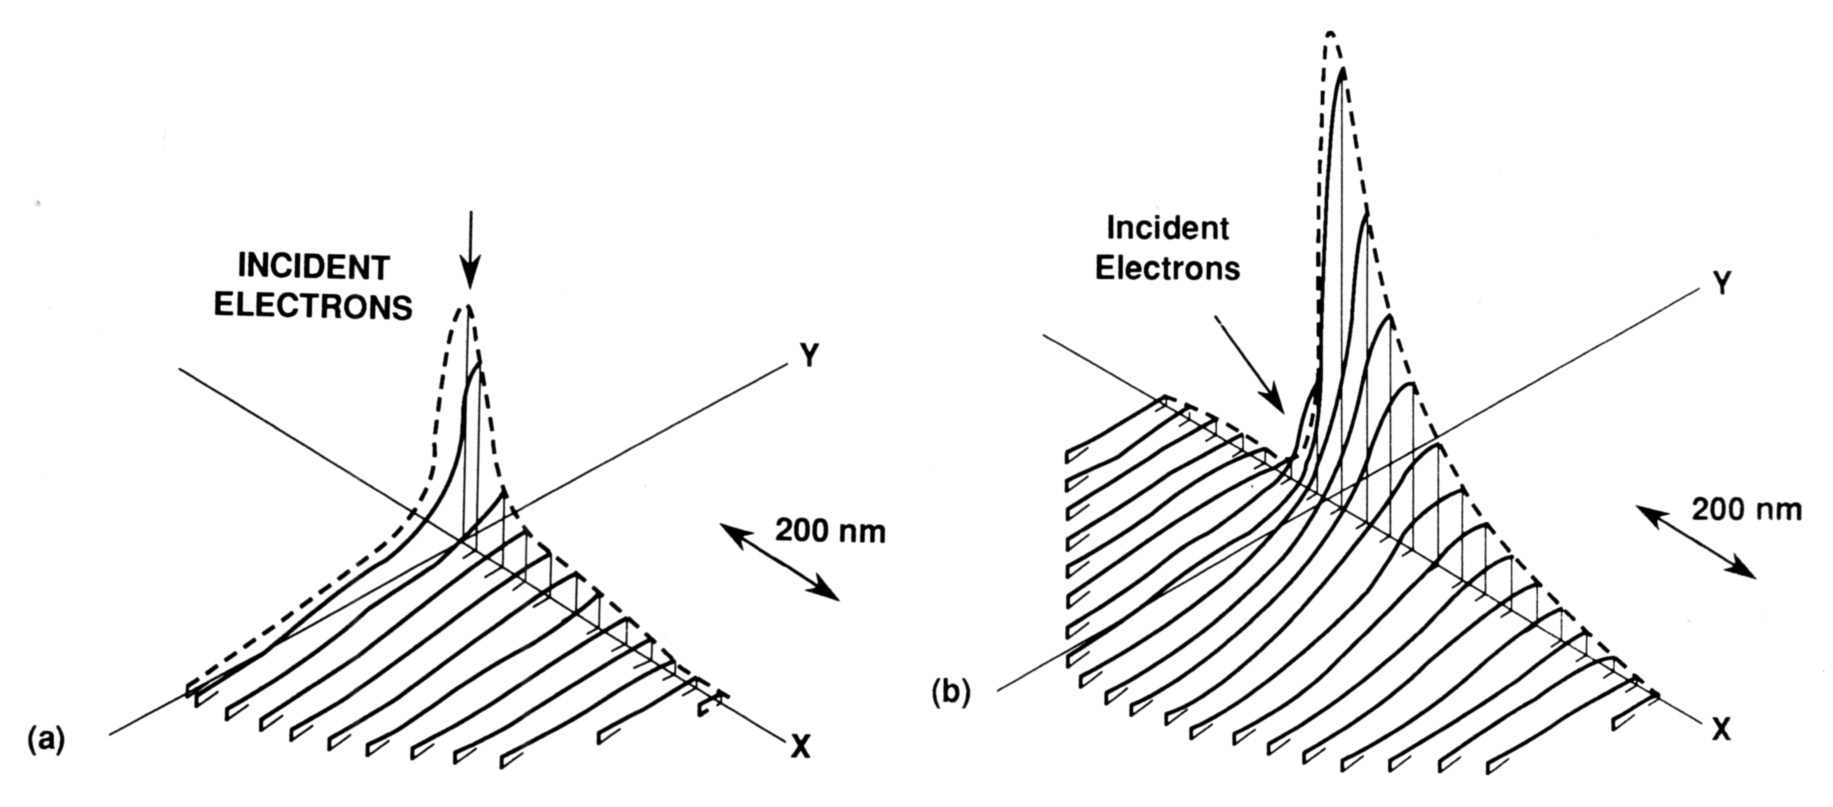 INCIDENT
ELECTRONS
Y
200 nm
X
(a)
Incident
Electrons
Y
200 nm
X
(b)